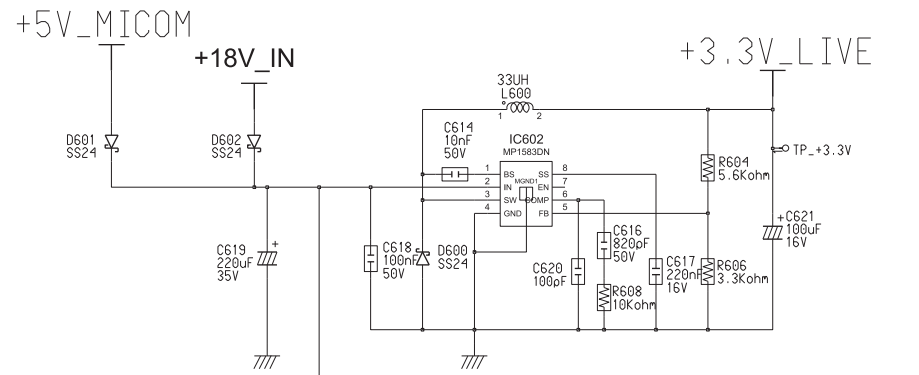 +5V_MICOM
+18V_IN
+3.3V_LIVE
33UH
L600
1 2
D601
SS24
D602
SS24
C614
10nF
50V
IC602
MP1583DN
TP_+3.3V
R604
5.6Kohm
1 BS SS 8
MGND1
2 IN EN 7
3 SW COMP 6
4 GND FB 5
+
C619
220uF
35V
C618
100nF
50V
D600
SS24
C620
100pF
C616
820pF
50V
R608
10Kohm
C617
220nF
16V
R606
3.3Kohm
+
C621
100uF
16V